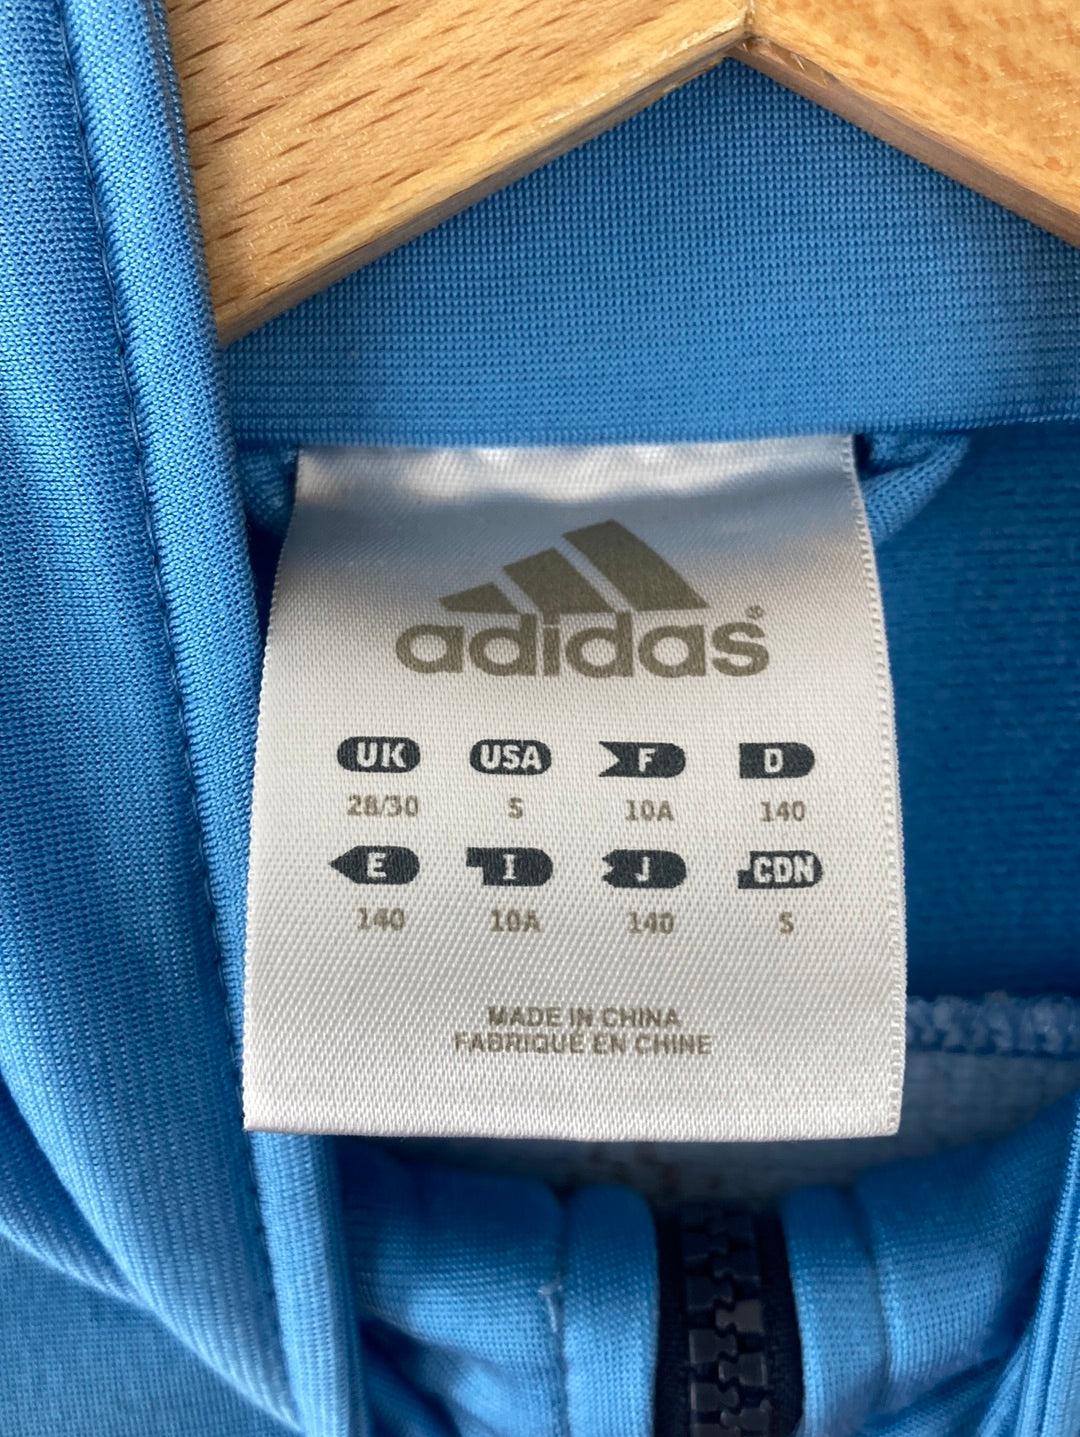 adidas®
UK USA F D
28/30 S 10A 140
E I J CDN
140 10A 140 S
MADE IN CHINA
FABRIQUÉ EN CHINE